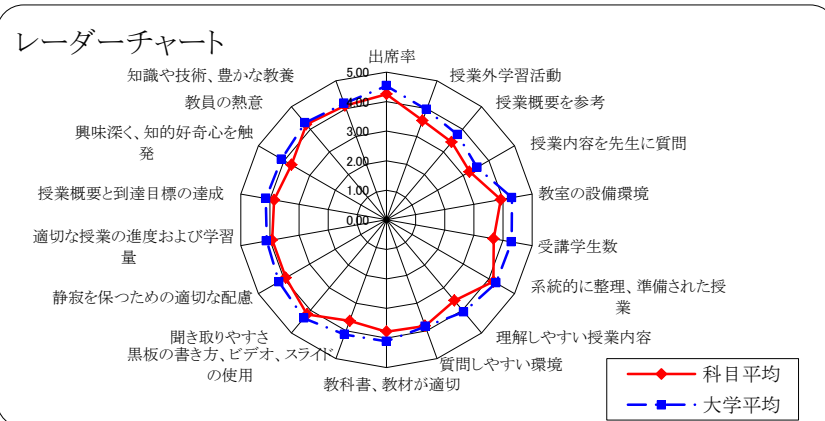 レーダーチャート
出席率
授業外学習活動
授業概要を参考
授業内容を先生に質問
教室の設備環境
受講学生数
系統的に整理、準備された授
業
理解しやすい授業内容
質問しやすい環境
教科書、教材が適切
黒板の書き方、ビデオ、スライド
の使用
聞き取りやすさ
静寂を保つための適切な配慮
適切な授業の進度および学習
量
授業概要と到達目標の達成
興味深く、知的好奇心を触
発
教員の熱意
知識や技術、豊かな教養
5.00
4.00
3.00
2.00
1.00
0.00
科目平均
大学平均